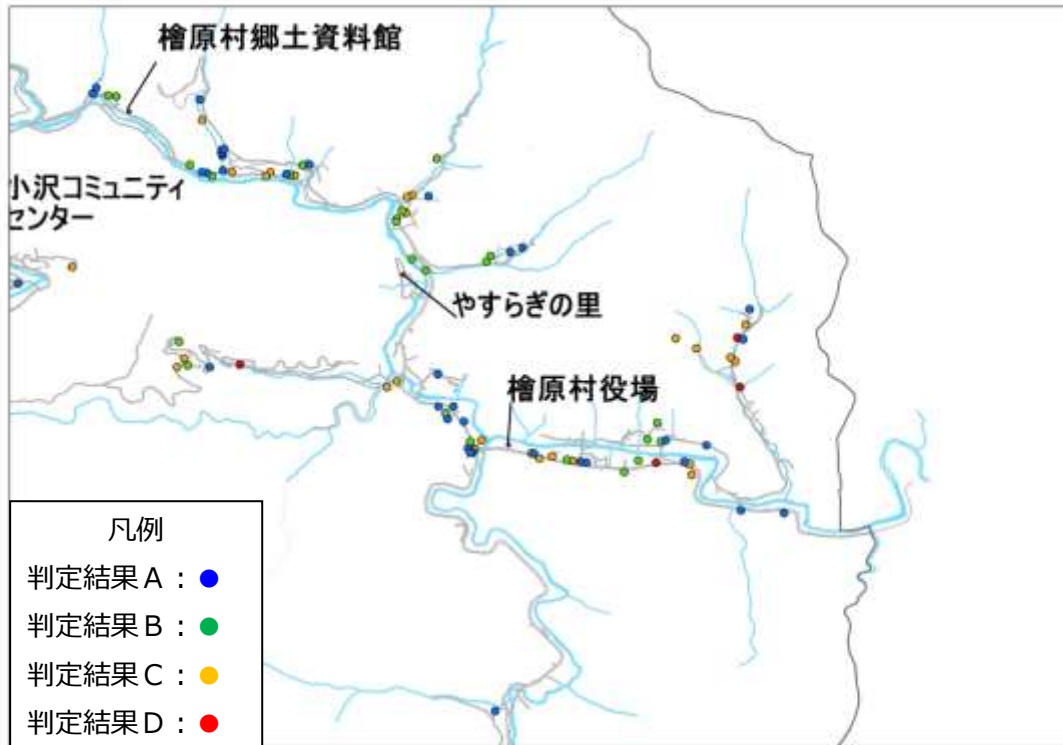 檜原村郷土資料館
小沢コミュニティ
センター
やすらぎの里
檜原村役場
凡例
判定結果A：●
判定結果B：●
判定結果C：●
判定結果D：●